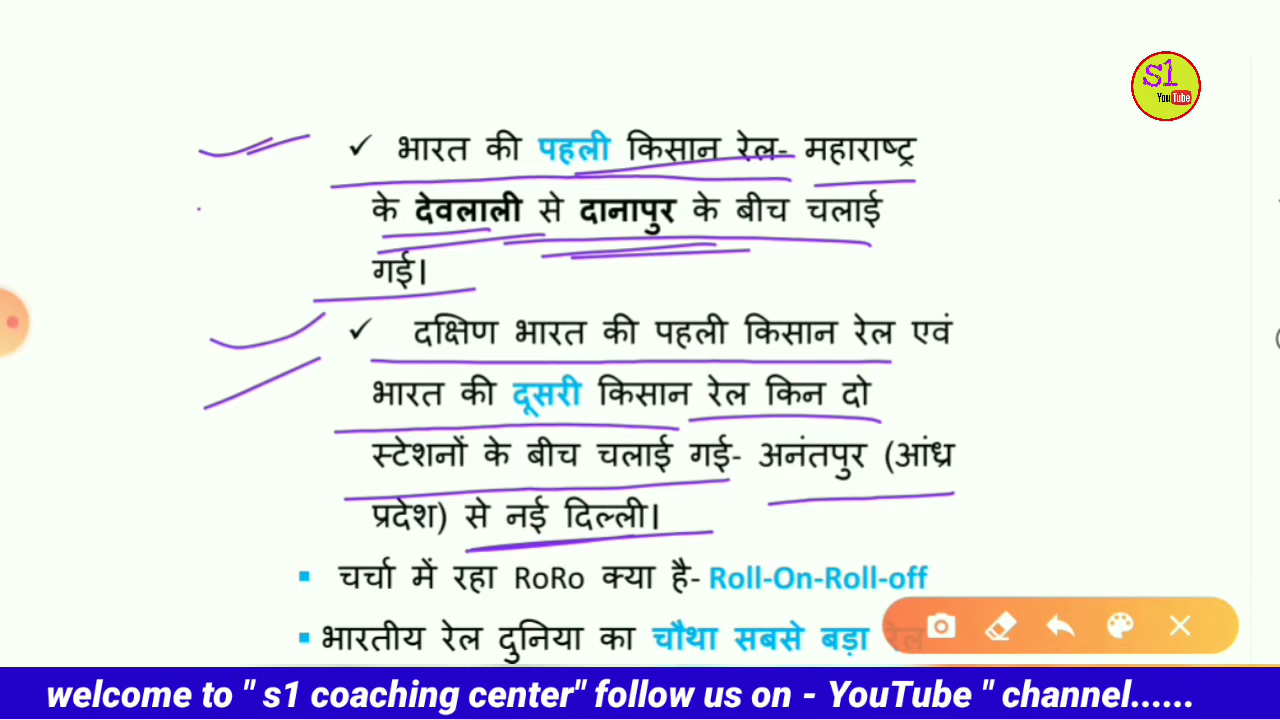 s1
YouTube
✓ भारत की पहली किसान रेल- महाराष्ट्र
के देवलाली से दानापुर के बीच चलाई
गई।
✓ दक्षिण भारत की पहली किसान रेल एवं
भारत की दूसरी किसान रेल किन दो
स्टेशनों के बीच चलाई गई- अनंतपुर (आंध्र
प्रदेश) से नई दिल्ली।
▪ चर्चा में रहा RoRo क्या है- Roll-On-Roll-off
▪ भारतीय रेल दुनिया का चौथा सबसे बड़ा रेल
welcome to " s1 coaching center" follow us on - YouTube " channel......